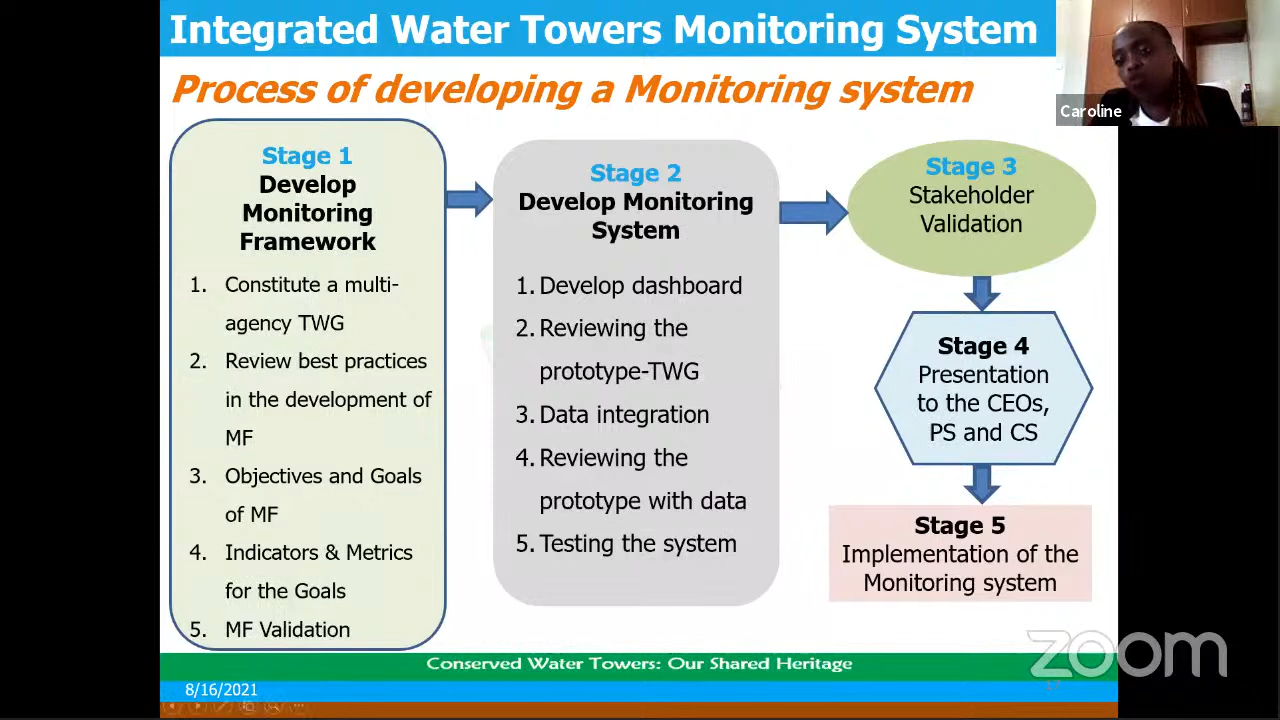 Integrated Water Towers Monitoring System
Process of developing a Monitoring system
Caroline
Stage 1
Develop
Monitoring
Framework
1. Constitute a multi-
agency TWG
2. Review best practices
in the development of
MF
3. Objectives and Goals
of MF
4. Indicators & Metrics
for the Goals
5. MF Validation
Stage 2
Develop Monitoring
System
1. Develop dashboard
2. Reviewing the
prototype-TWG
3. Data integration
4. Reviewing the
prototype with data
5. Testing the system
Stage 3
Stakeholder
Validation
Stage 4
Presentation
to the CEOs,
PS and CS
Stage 5
Implementation of the
Monitoring system
zoom
Conserved Water Towers: Our Shared Heritage
8/16/2021
17